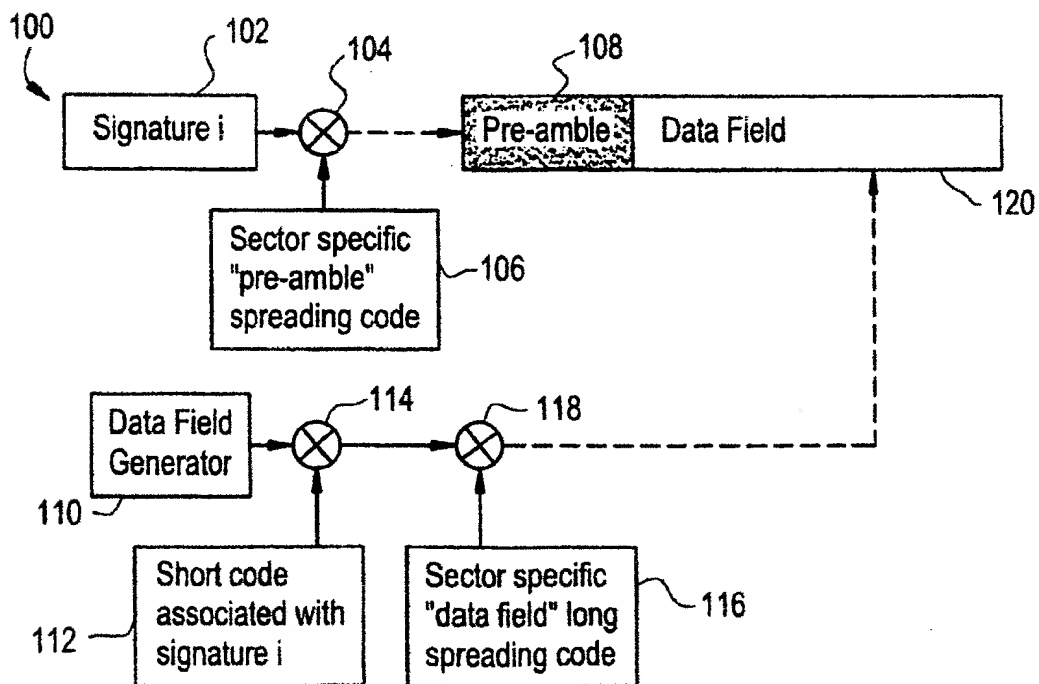 100
102
104
108
Signature i
Pre-amble
Data Field
120
Sector specific
"pre-amble"
spreading code
106
Data Field
Generator
110
114
118
Short code
associated with
signature i
112
Sector specific
"data field" long
spreading code
116